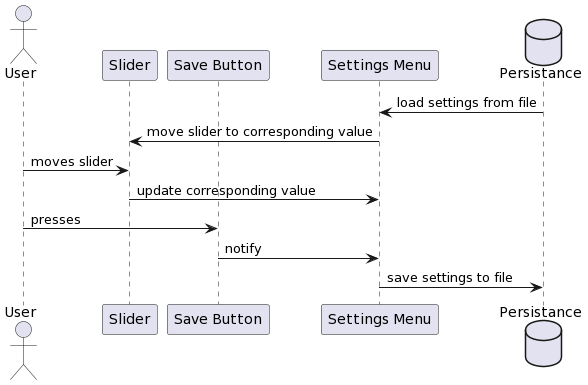 User
Slider
Save Button
Settings Menu
Persistance
load settings from file
move slider to corresponding value
moves slider
update corresponding value
presses
notify
save settings to file
User
Slider
Save Button
Settings Menu
Persistance